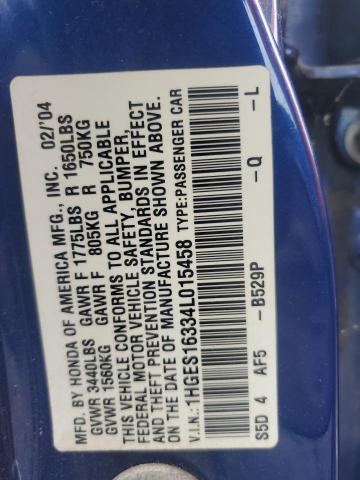 MFD. BY HONDA OF AMERICA MFG., INC. 02/'04
GVWR 3440LBS GAWR F 1775LBS R 1650LBS
GVWR 1560KG GAWR F 805KG R 750KG
THIS VEHICLE CONFORMS TO ALL APPLICABLE
FEDERAL MOTOR VEHICLE SAFETY, BUMPER,
AND THEFT PREVENTION STANDARDS IN EFFECT
ON THE DATE OF MANUFACTURE SHOWN ABOVE.
V.I.N.: 1HGES16334L015458 TYPE: PASSENGER CAR
S5D 4 AF5 – B529P – Q – L